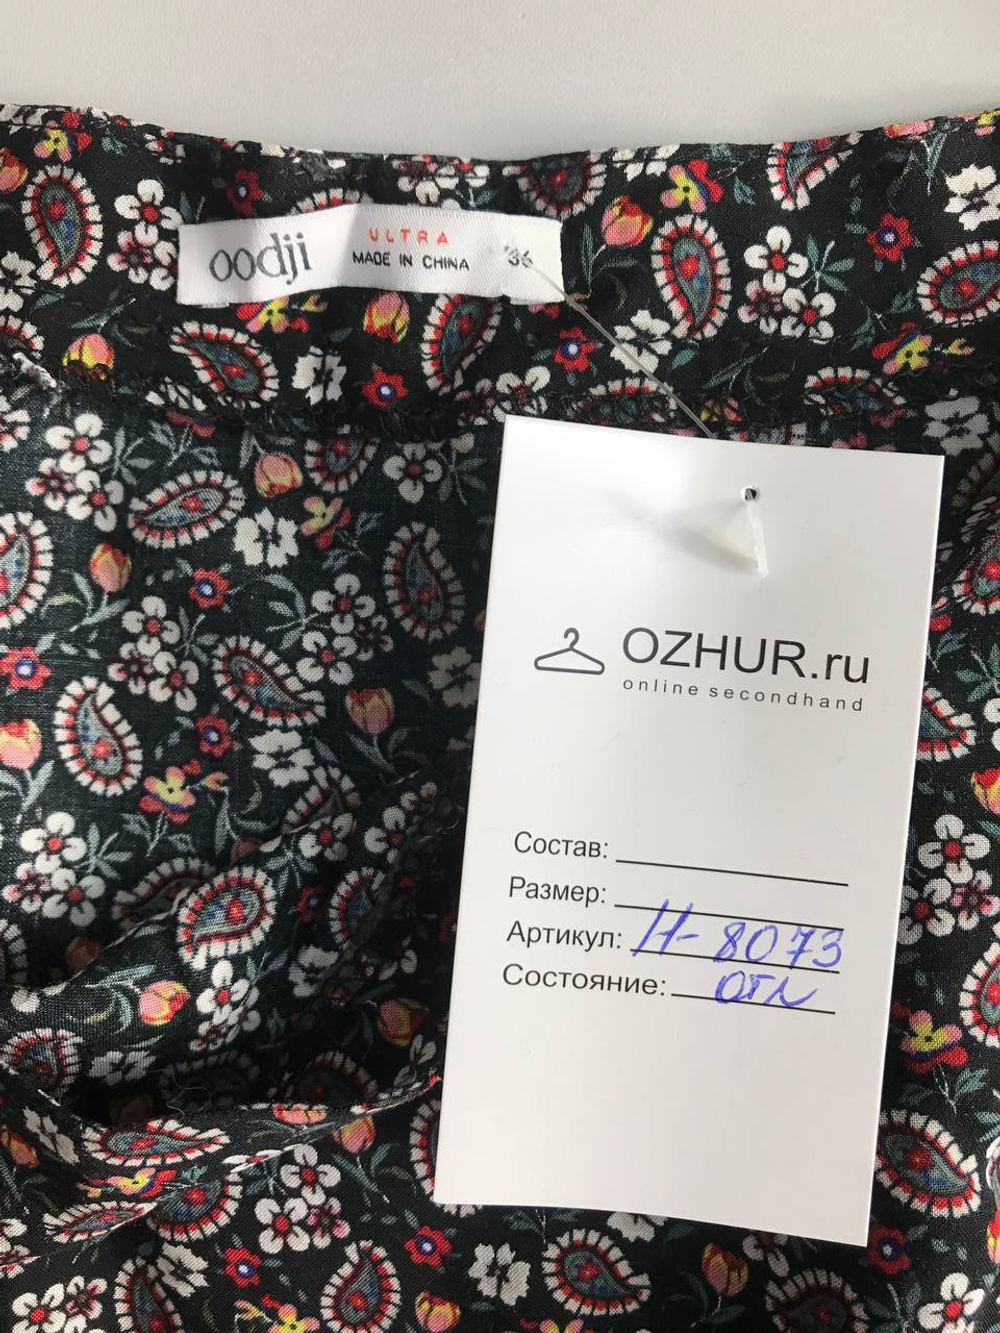 oodji
ULTRA
MADE IN CHINA
36
OZHUR.ru
online secondhand
Состав:
Размер:
Артикул: Н-8073
Состояние: отл